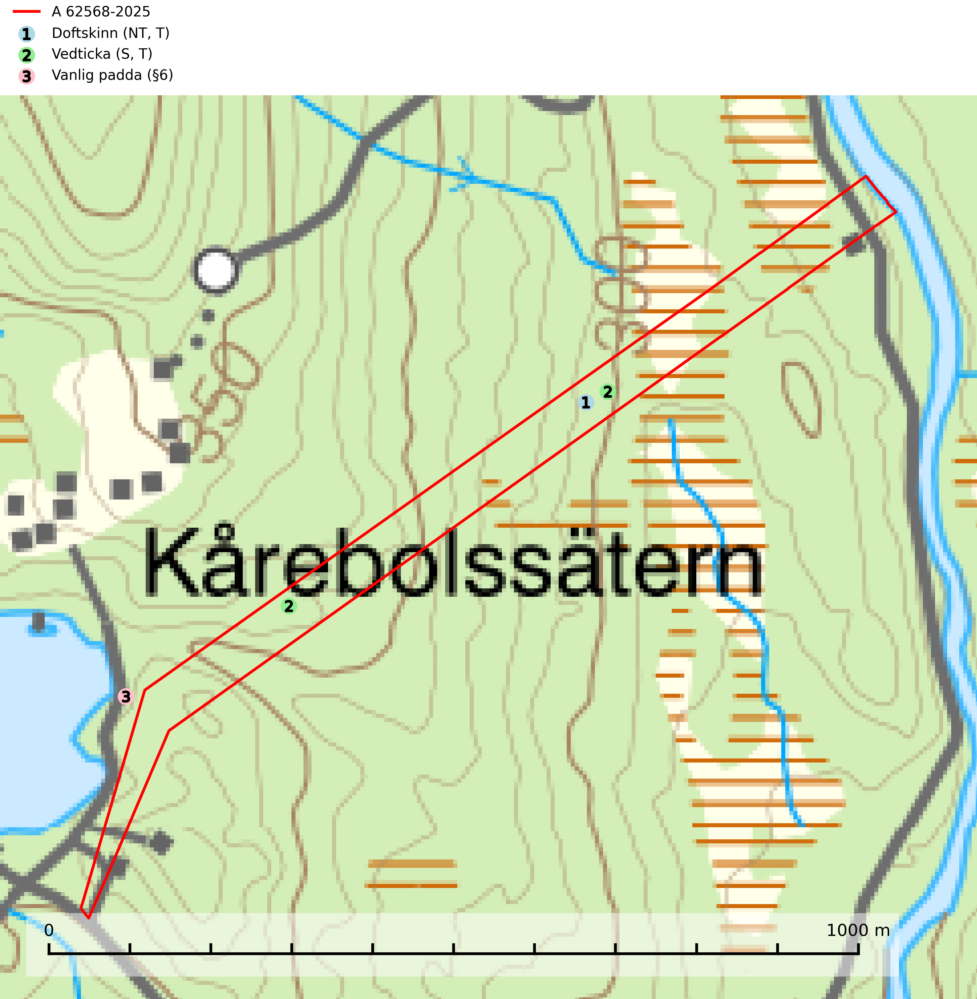 A 62568-2025
1 Doftskinn (NT, T)
2 Vedticka (S, T)
3 Vanlig padda (§6)
2
1
Kårebolssätern
2
3
0 1000 m